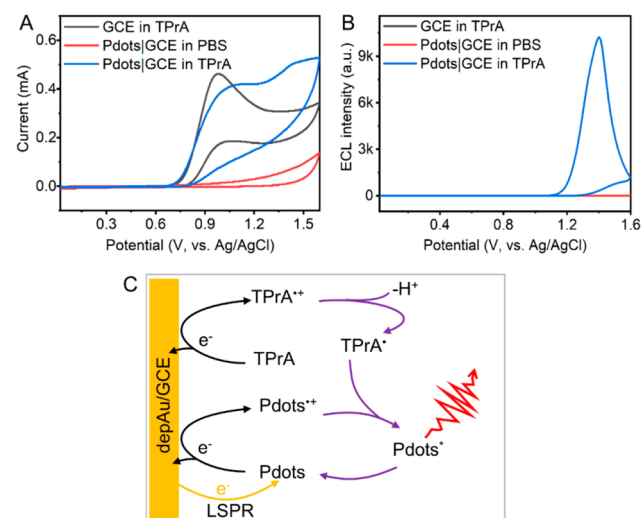 A
GCE in TPrA
Pdots|GCE in PBS
Pdots|GCE in TPrA
Current (mA)
0.6
0.4
0.2
0.0
0.3 0.6 0.9 1.2 1.5
Potential (V, vs. Ag/AgCl)
B
GCE in TPrA
Pdots|GCE in PBS
Pdots|GCE in TPrA
ECL intensity (a.u.)
9k
6k
3k
0
0.4 0.8 1.2 1.6
Potential (V, vs. Ag/AgCl)
C
depAu/GCE
TPrA•+
-H+
e-
TPrA•
TPrA
Pdots•+
e-
Pdots*
Pdots
e-
LSPR